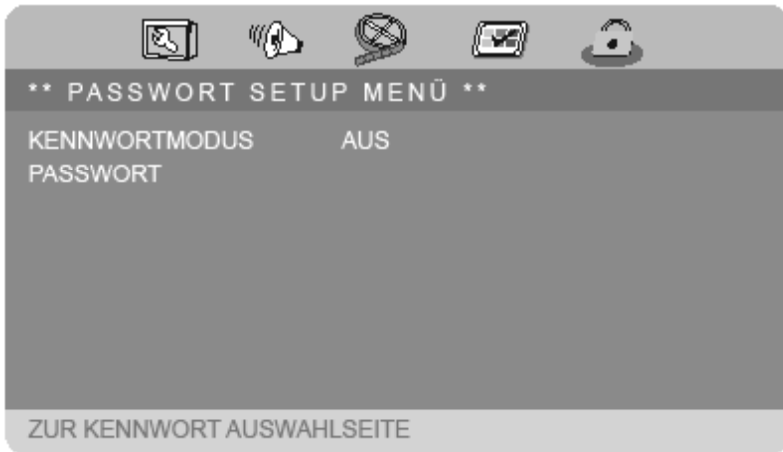 ** PASSWORT SETUP MENÜ **
KENNWORTMODUS AUS
PASSWORT
ZUR KENNWORT AUSWAHLSEITE